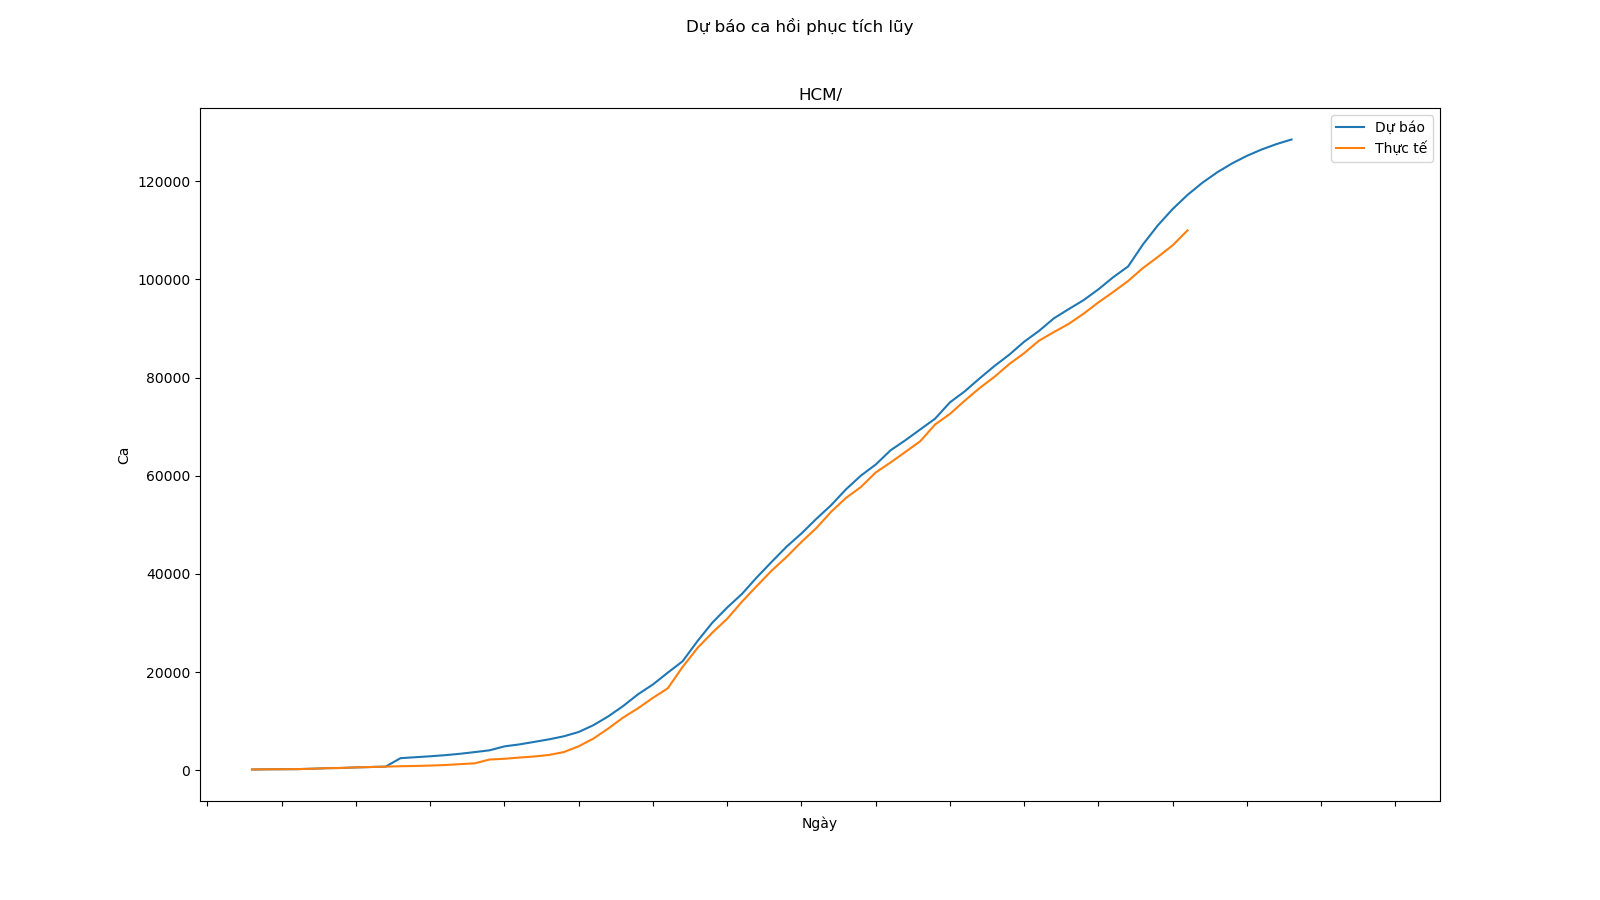 Dự báo ca hồi phục tích lũy
HCM/
Dự báo
Thực tế
120000
100000
80000
60000
40000
20000
0
Ca
Ngày